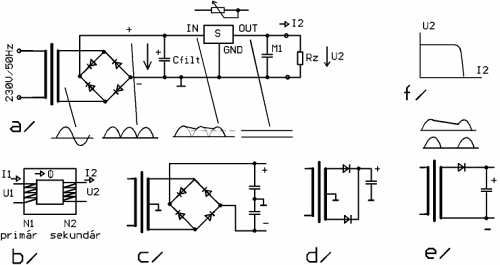 IN OUT I2
S
GND
+
+
Cfilt
M1
Rz
U2
-
230V/50Hz
a/
U2
I2
f/
I1 O I2
U1 U2
N1 N2
primár sekundár
b/
+
-
c/
+
d/
+
-
e/